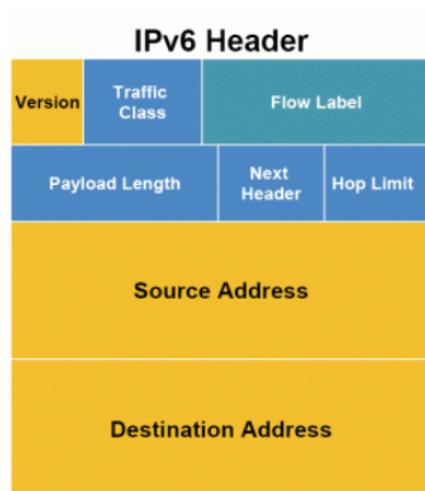 IPv6 Header
Version
Traffic
Class
Flow Label
Payload Length
Next
Header
Hop Limit
Source Address
Destination Address